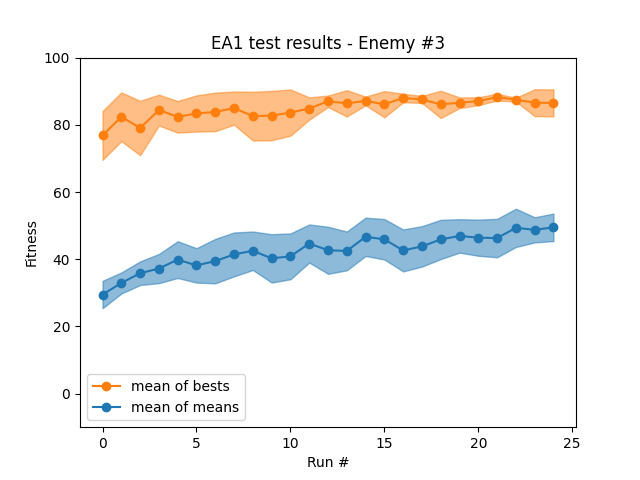 EA1 test results - Enemy #3
100
80
60
40
20
0
Fitness
mean of bests
mean of means
0 5 10 15 20 25
Run #